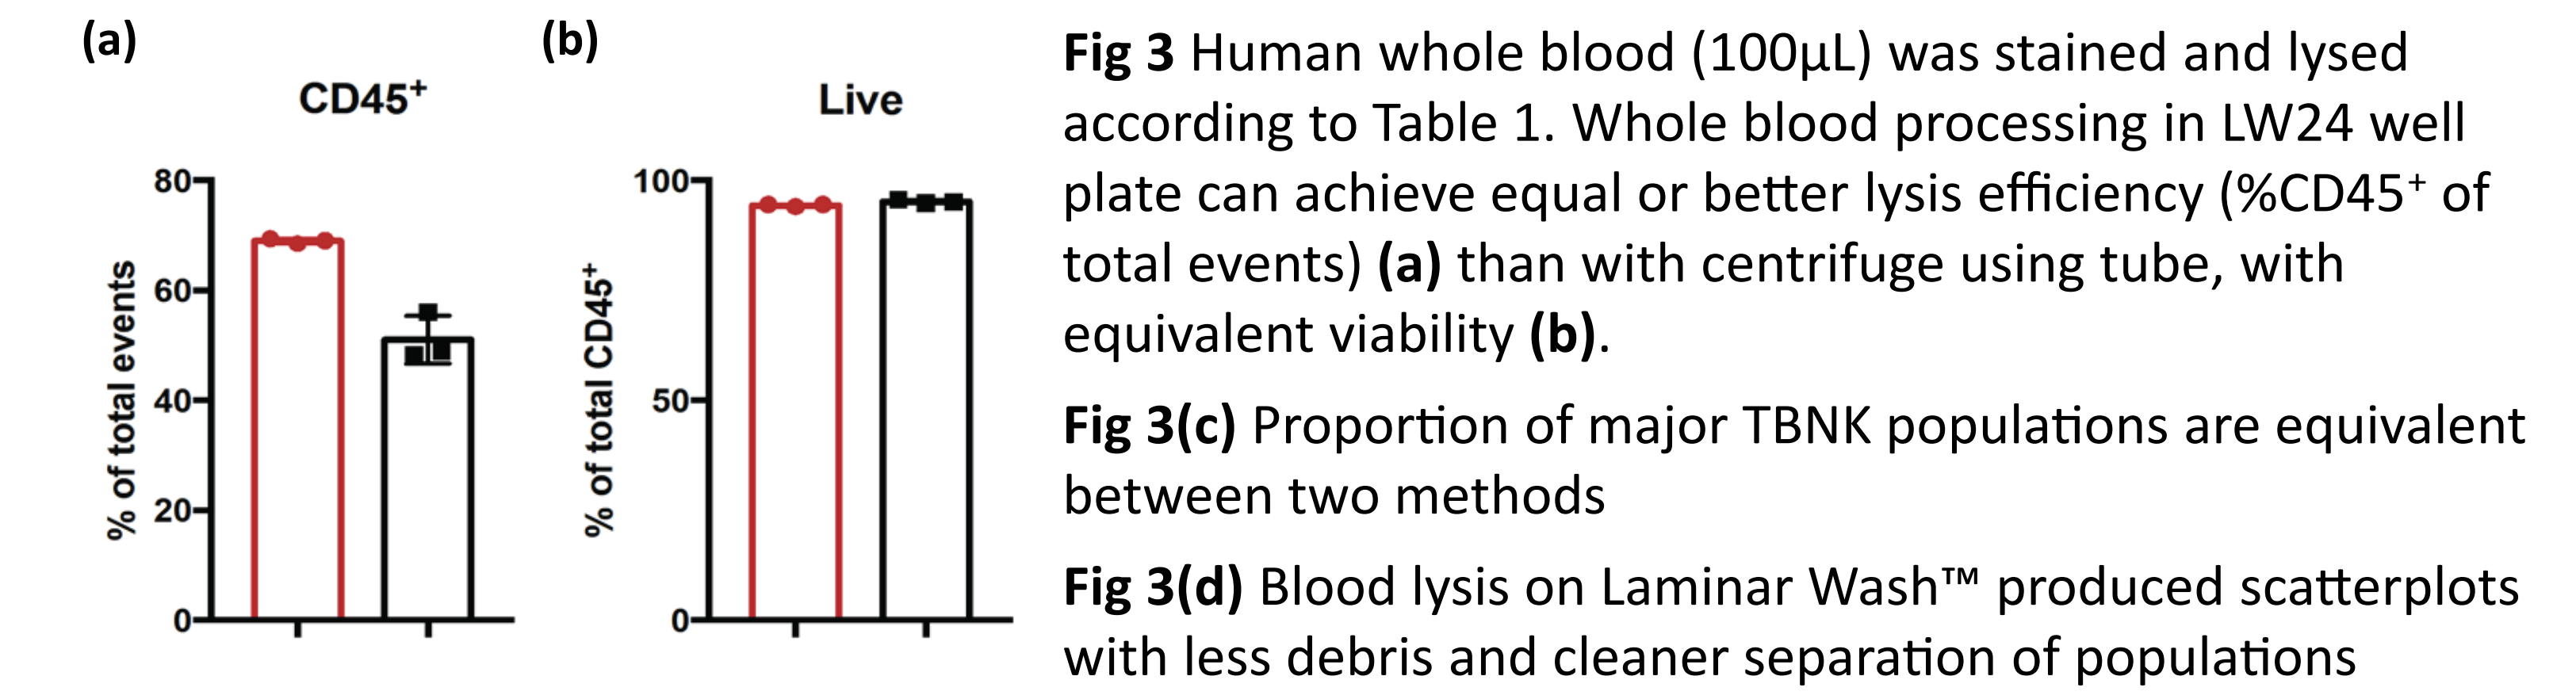 (a)
CD45⁺
% of total events
80
60
40
20
0
(b)
Live
% of total CD45⁺
100
50
0
Fig 3 Human whole blood (100µL) was stained and lysed
according to Table 1. Whole blood processing in LW24 well
plate can achieve equal or better lysis efficiency (%CD45⁺ of
total events) (a) than with centrifuge using tube, with
equivalent viability (b).
Fig 3(c) Proportion of major TBNK populations are equivalent
between two methods
Fig 3(d) Blood lysis on Laminar Wash™ produced scatterplots
with less debris and cleaner separation of populations